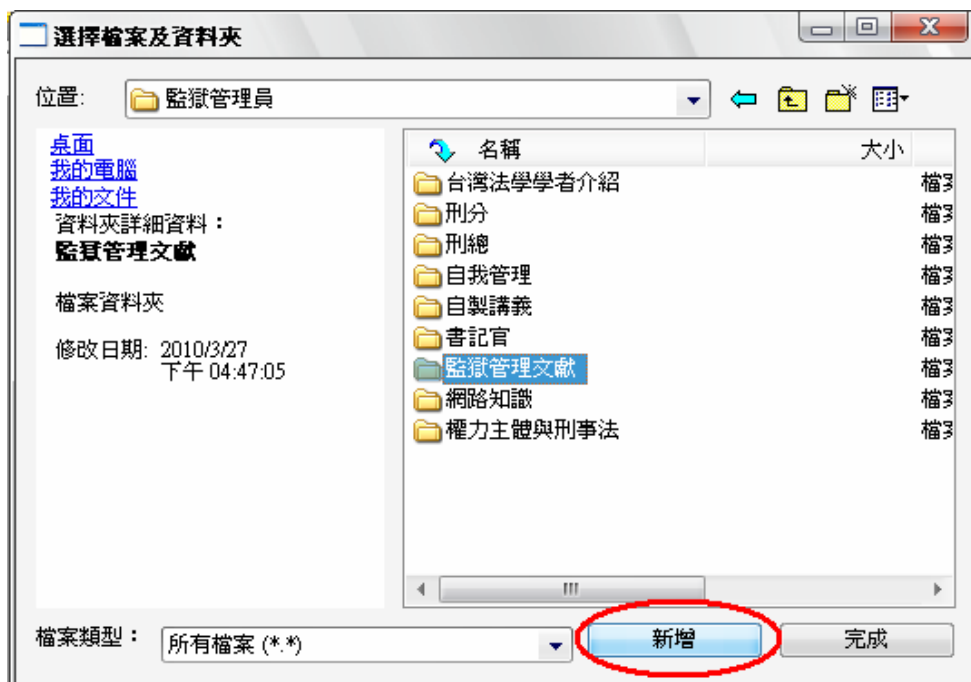 選擇檔案及資料夾
位置: 監獄管理員
桌面
我的電腦
我的文件
資料夾詳細資料：
監獄管理文獻
檔案資料夾
修改日期: 2010/3/27
下午 04:47:05
名稱 大小
台灣法學學者介紹
刑分
刑總
自我管理
自製講義
書記官
監獄管理文獻
網路知識
權力主體與刑事法
檔案類型： 所有檔案 (*.*) 新增 完成